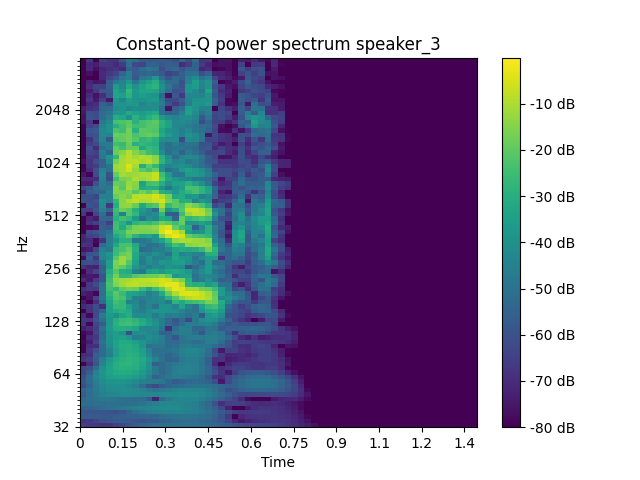 Constant-Q power spectrum speaker_3
Hz
2048
1024
512
256
128
64
32
0 0.15 0.3 0.45 0.6 0.75 0.9 1.1 1.2 1.4
Time
-10 dB
-20 dB
-30 dB
-40 dB
-50 dB
-60 dB
-70 dB
-80 dB